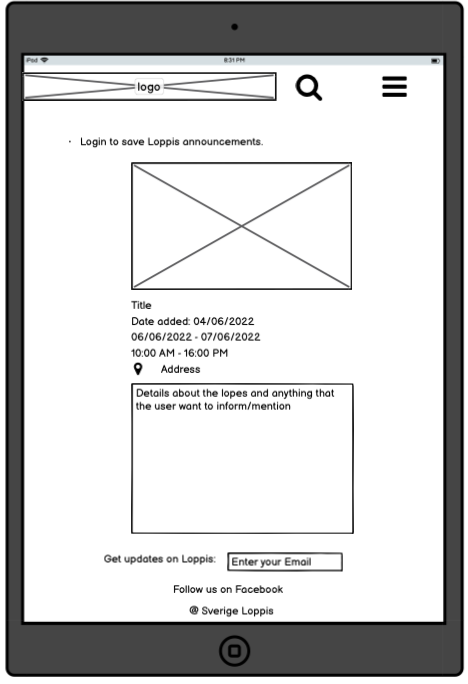 iPod
8:31 PM
logo
· Login to save Loppis announcements.
Title
Date added: 04/06/2022
06/06/2022 - 07/06/2022
10:00 AM - 16:00 PM
Address
Details about the lopes and anything that
the user want to inform/mention
Get updates on Loppis: Enter your Email
Follow us on Facebook
@ Sverige Loppis